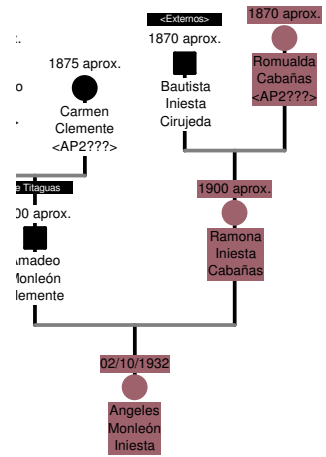 <Externos>
1870 aprox.
1870 aprox.
Bautista
Iniesta
Cirujeda
Romualda
Cabañas
<AP2???>
1875 aprox.
Carmen
Clemente
<AP2???>
Titaguas
aprox.
1900 aprox.
Ramona
Iniesta
Cabañas
Monleón
02/10/1932
Angeles
Monleón
Iniesta